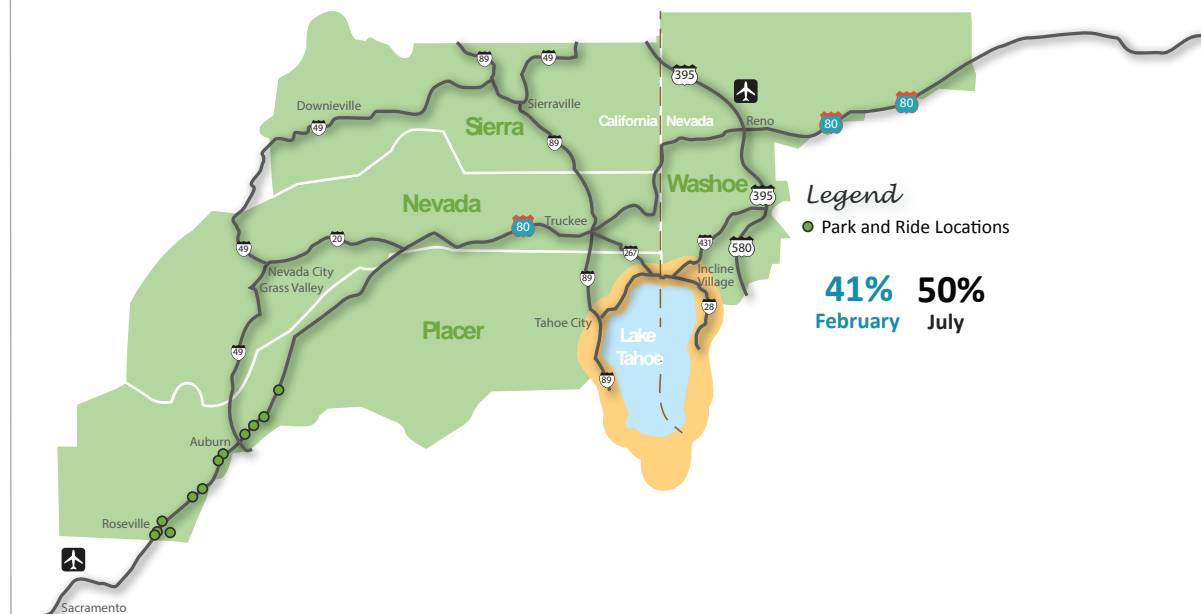 89
49
395
80
Downieville
Sierraville
49
Sierra
California
Nevada
Reno
80
89
Washoe
Nevada
395
Legend
Truckee
80
Park and Ride Locations
20
431
580
49
267
Nevada City
Incline
Village
89
Grass Valley
41%
50%
28
February
July
Tahoe City
Placer
Lake
Tahoe
49
89
Auburn
Roseville
Sacramento